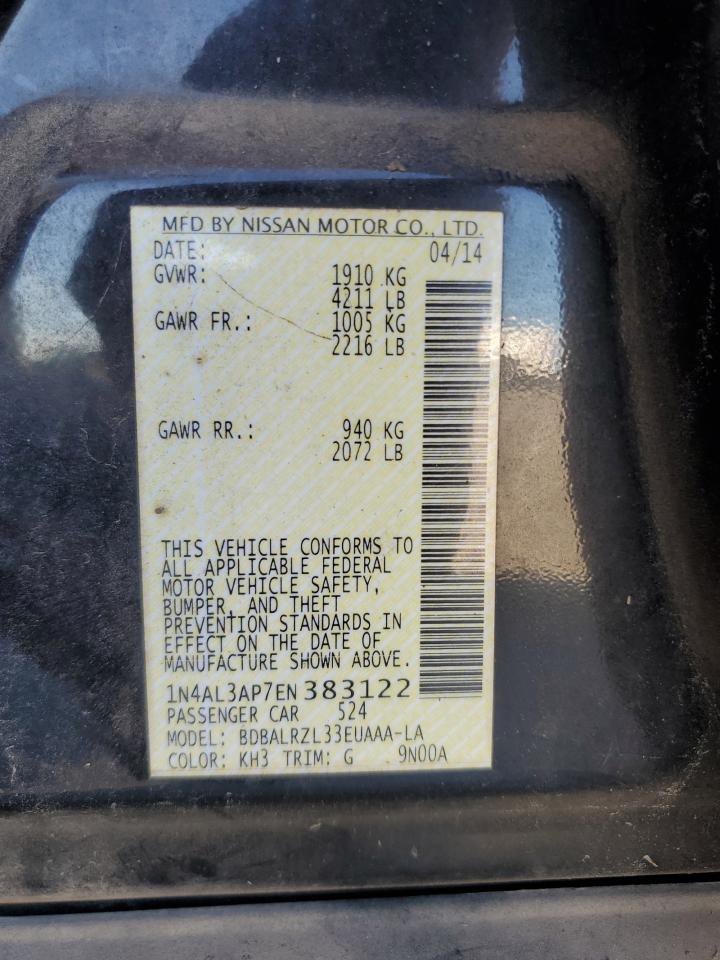 MFD BY NISSAN MOTOR CO., LTD.
DATE: 04/14
GVWR: 1910 KG
4211 LB
GAWR FR.: 1005 KG
2216 LB
GAWR RR.: 940 KG
2072 LB
THIS VEHICLE CONFORMS TO
ALL APPLICABLE FEDERAL
MOTOR VEHICLE SAFETY,
BUMPER, AND THEFT
PREVENTION STANDARDS IN
EFFECT ON THE DATE OF
MANUFACTURE SHOWN ABOVE.
1N4AL3AP7EN 383122
PASSENGER CAR 524
MODEL: BDBALRZL33EUAAA-LA
COLOR: KH3 TRIM: G 9N00A